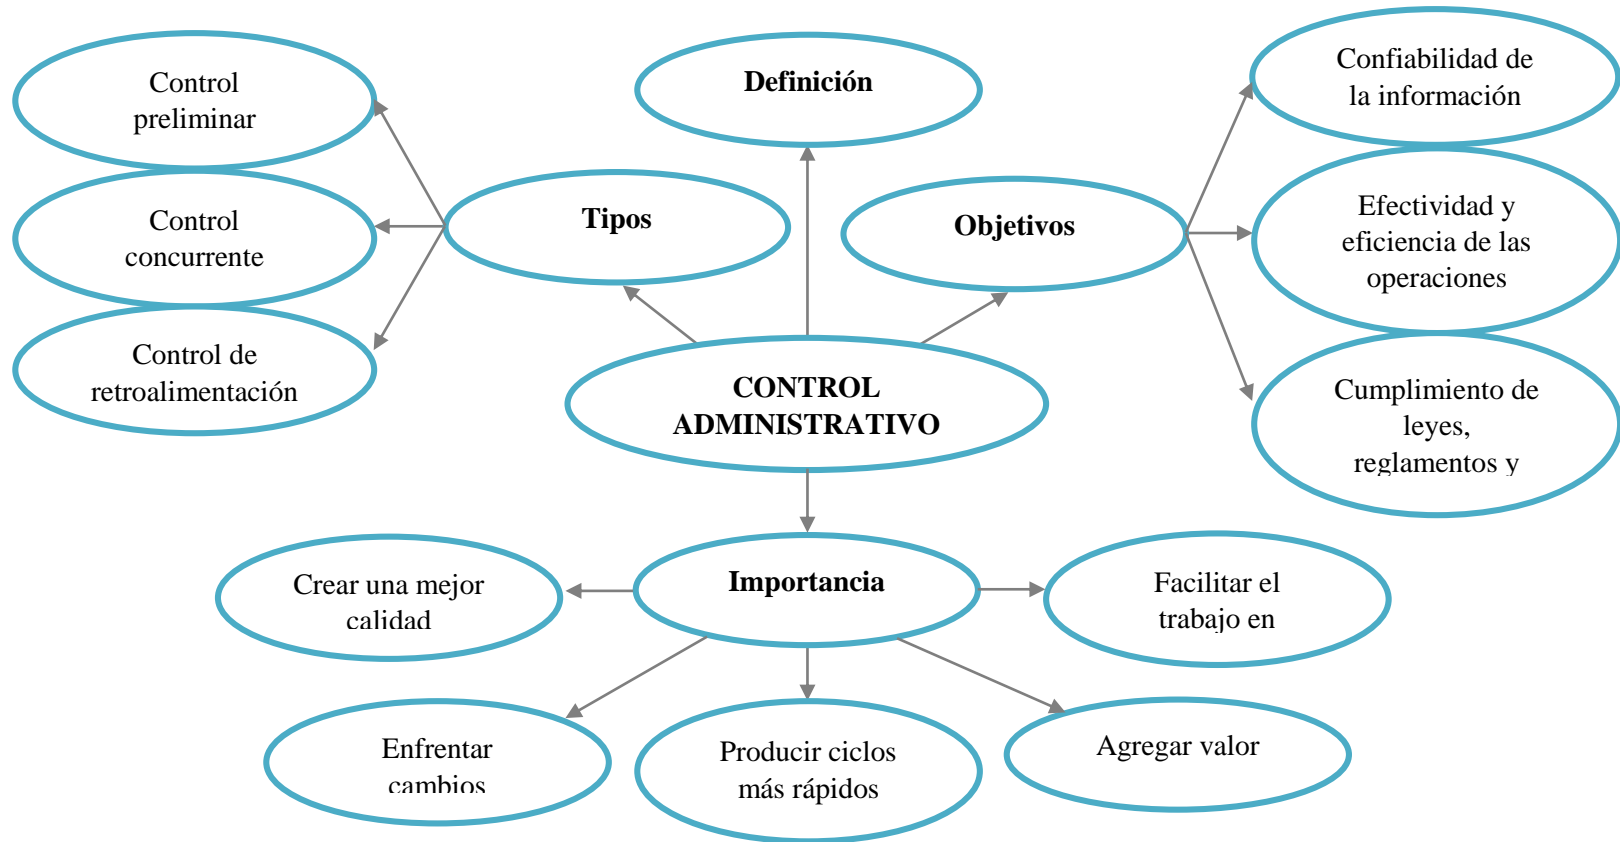 Control
preliminar
Control
concurrente
Control de
retroalimentación
Tipos
Definición
Objetivos
Confiabilidad de
la información
Efectividad y
eficiencia de las
operaciones
Cumplimiento de
leyes,
reglamentos y
CONTROL
ADMINISTRATIVO
Importancia
Crear una mejor
calidad
Facilitar el
trabajo en
Enfrentar
cambios
Producir ciclos
más rápidos
Agregar valor